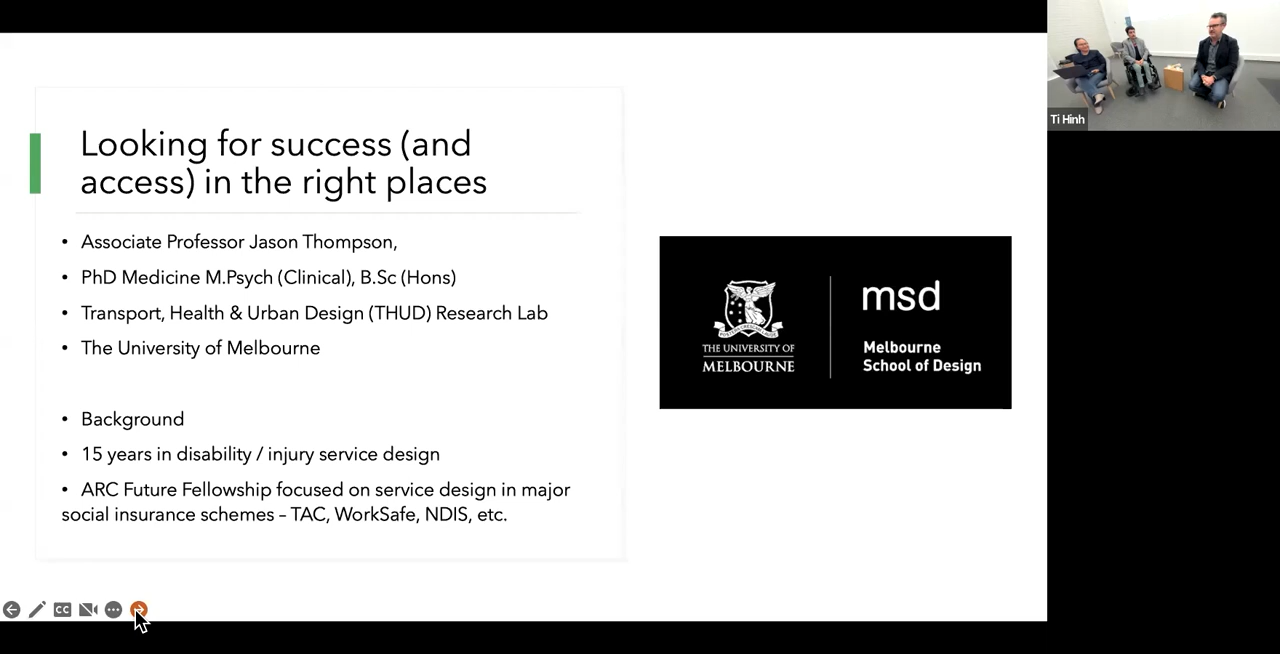 Looking for success (and
access) in the right places
• Associate Professor Jason Thompson,
• PhD Medicine M.Psych (Clinical), B.Sc (Hons)
• Transport, Health & Urban Design (THUD) Research Lab
• The University of Melbourne
• Background
• 15 years in disability / injury service design
• ARC Future Fellowship focused on service design in major
social insurance schemes – TAC, WorkSafe, NDIS, etc.
THE UNIVERSITY OF
MELBOURNE
msd
Melbourne
School of Design
Ti Hinh
CC